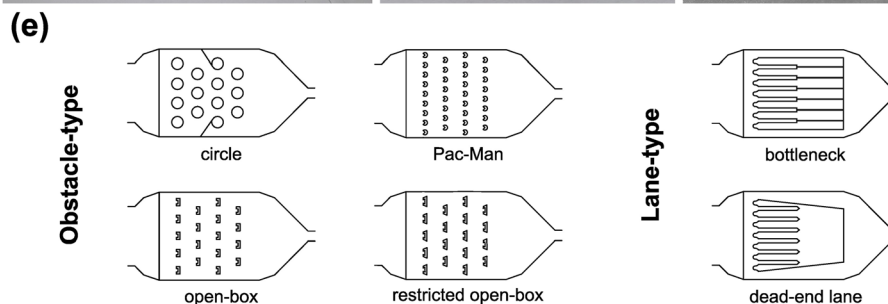 (e)
Obstacle-type
circle
Pac-Man
open-box
restricted open-box
Lane-type
bottleneck
dead-end lane